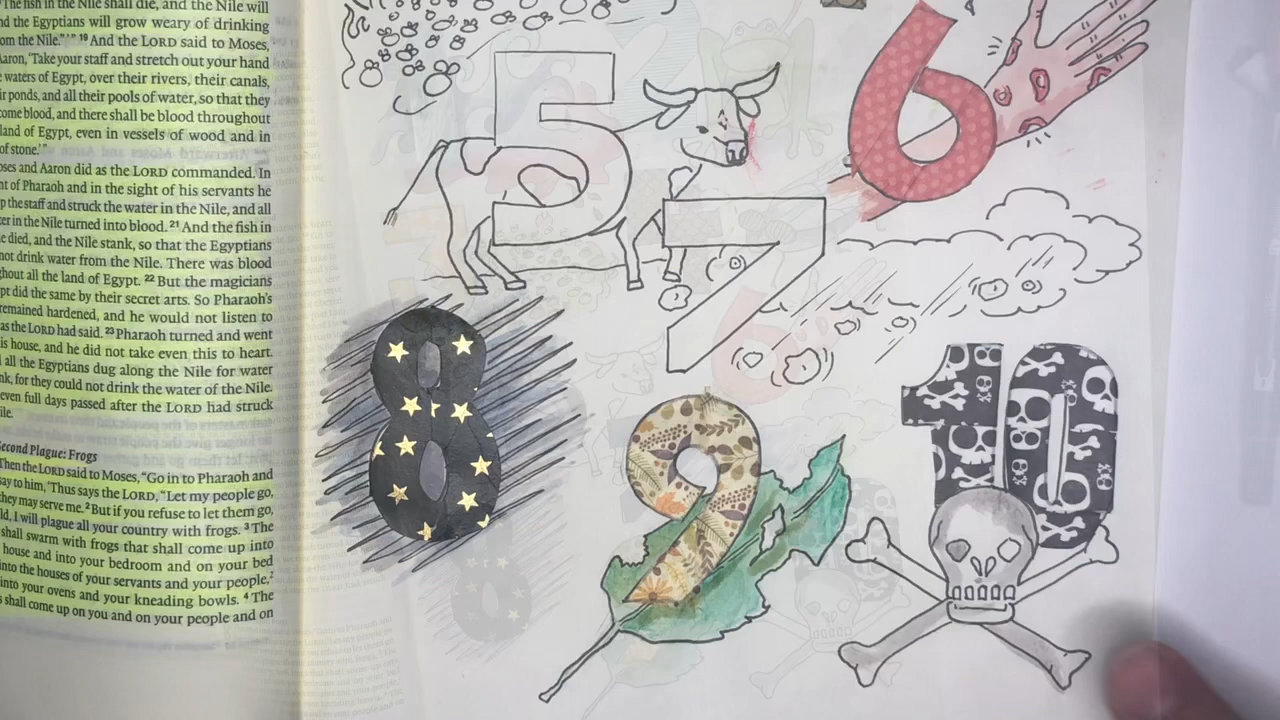 The fish in the Nile shall die, and the Nile will
nd the Egyptians will grow weary of drinking
om the Nile."'" 19 And the LORD said to Moses,
Aaron, 'Take your staff and stretch out your hand
e waters of Egypt, over their rivers, their canals,
ir ponds, and all their pools of water, so that they
come blood, and there shall be blood throughout
land of Egypt, even in vessels of wood and in
of stone.'"
oses and Aaron did as the LORD commanded. In
nt of Pharaoh and in the sight of his servants he
p the staff and struck the water in the Nile, and all
ter in the Nile turned into blood. 21 And the fish in
e died, and the Nile stank, so that the Egyptians
not drink water from the Nile. There was blood
ghout all the land of Egypt. 22 But the magicians
pt did the same by their secret arts. So Pharaoh's
remained hardened, and he would not listen to
as the LORD had said. 23 Pharaoh turned and went
is house, and he did not take even this to heart.
all the Egyptians dug along the Nile for water
nk, for they could not drink the water of the Nile.
even full days passed after the LORD had struck
ile.
econd Plague: Frogs
Then the LORD said to Moses, "Go in to Pharaoh and
say to him, 'Thus says the LORD, "Let my people go,
they may serve me. 2 But if you refuse to let them go,
ld, I will plague all your country with frogs. 3 The
shall swarm with frogs that shall come up into
house and into your bedroom and on your bed
into the houses of your servants and your people,
into your ovens and your kneading bowls. 4 The
s shall come up on you and on your people and on
5
6
7
8
9
10